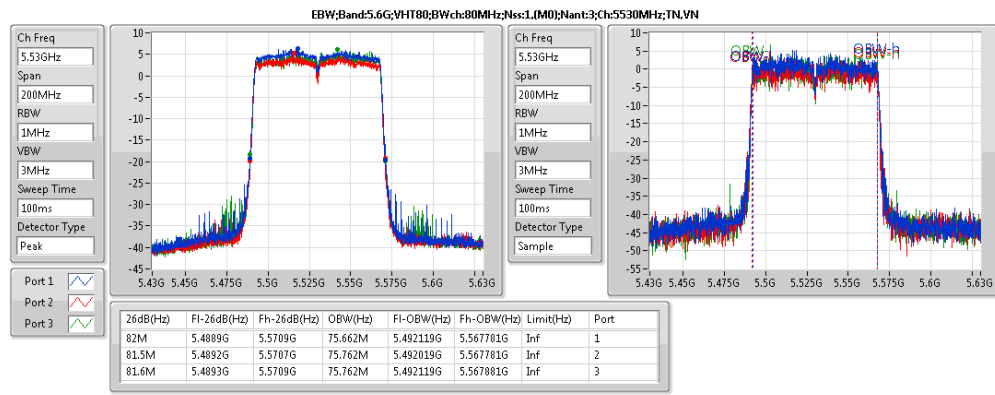 EBW;Band:5.6G;VHT80;BWch:80MHz;Nss:1,(M0);Nant:3;Ch:5530MHz;TN,VN
Ch Freq
5.53GHz
Span
200MHz
RBW
1MHz
VBW
3MHz
Sweep Time
100ms
Detector Type
Peak
Port 1
Port 2
Port 3
10
5
0
-5
-10
-15
-20
-25
-30
-35
-40
-45
5.43G 5.45G 5.475G 5.5G 5.525G 5.55G 5.575G 5.6G 5.63G
Ch Freq
5.53GHz
Span
200MHz
RBW
1MHz
VBW
3MHz
Sweep Time
100ms
Detector Type
Sample
10
5
0
-5
-10
-15
-20
-25
-30
-35
-40
-45
-50
-55
OBW-h
5.43G 5.45G 5.475G 5.5G 5.525G 5.55G 5.575G 5.6G 5.63G
26dB(Hz) Fl-26dB(Hz) Fh-26dB(Hz) OBW(Hz) Fl-OBW(Hz) Fh-OBW(Hz) Limit(Hz) Port
82M 5.4889G 5.5709G 75.662M 5.492119G 5.567781G Inf 1
81.5M 5.4892G 5.5707G 75.762M 5.492019G 5.567781G Inf 2
81.6M 5.4893G 5.5709G 75.762M 5.492119G 5.567881G Inf 3